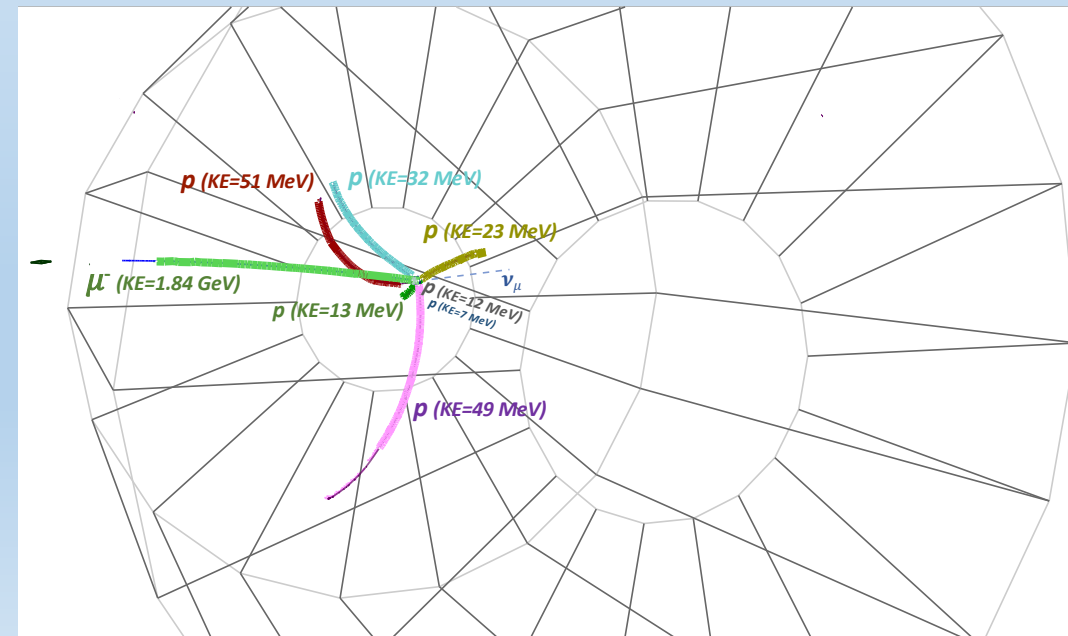 p (KE=51 MeV)
p (KE=32 MeV)
p (KE=23 MeV)
μ⁻ (KE=1.84 GeV)
ν_μ
p (KE=12 MeV)
p (KE=13 MeV)
p (KE=7 MeV)
p (KE=49 MeV)